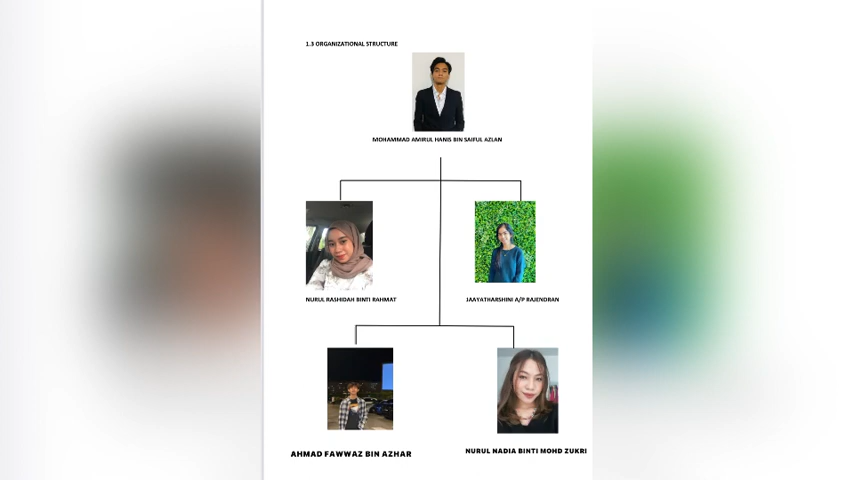 1.3 ORGANIZATIONAL STRUCTURE
MOHAMMAD AMIRUL HANIS BIN SAIFUL AZLAN
NURUL RASHIDAH BINTI RAHMAT
JAAYATHARSHINI A/P RAJENDRAN
AHMAD FAWWAZ BIN AZHAR
NURUL NADIA BINTI MOHD ZUKRI